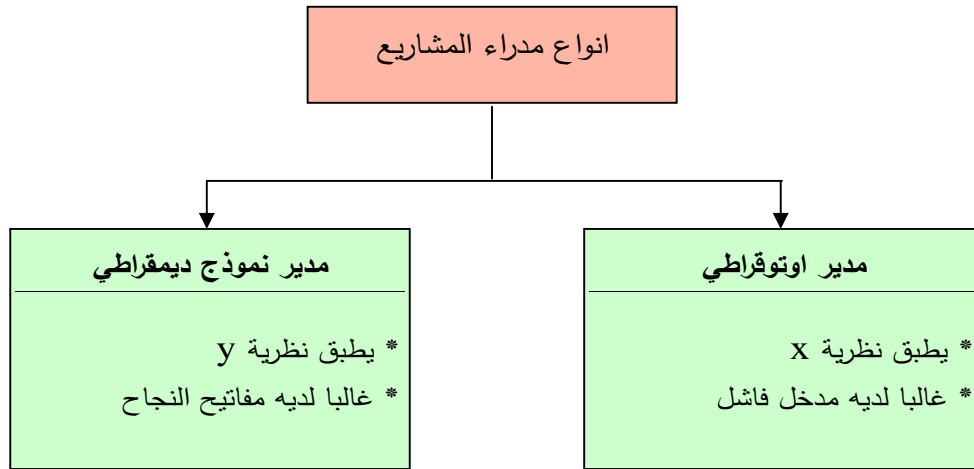 انواع مدراء المشاريع
مدير اوتوقراطي
* يطبق نظرية x
* غالبا لديه مدخل فاشل
مدير نموذج ديمقراطي
* يطبق نظرية y
* غالبا لديه مفاتيح النجاح